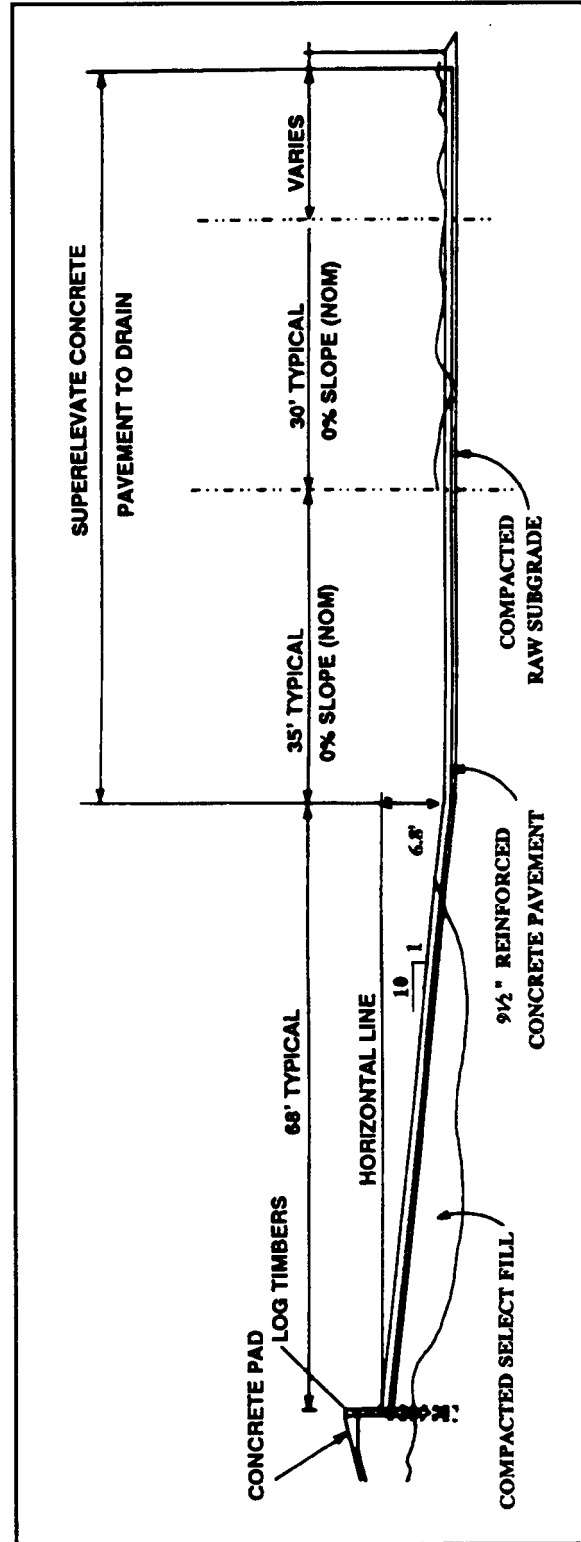 SUPERELEVATE CONCRETE
PAVEMENT TO DRAIN
68' TYPICAL
35' TYPICAL
0% SLOPE (NOM)
30' TYPICAL
0% SLOPE (NOM)
VARIES
CONCRETE PAD
LOG TIMBERS
HORIZONTAL LINE
10
1
6.8'
COMPACTED SELECT FILL
9½" REINFORCED
CONCRETE PAVEMENT
COMPACTED
RAW SUBGRADE